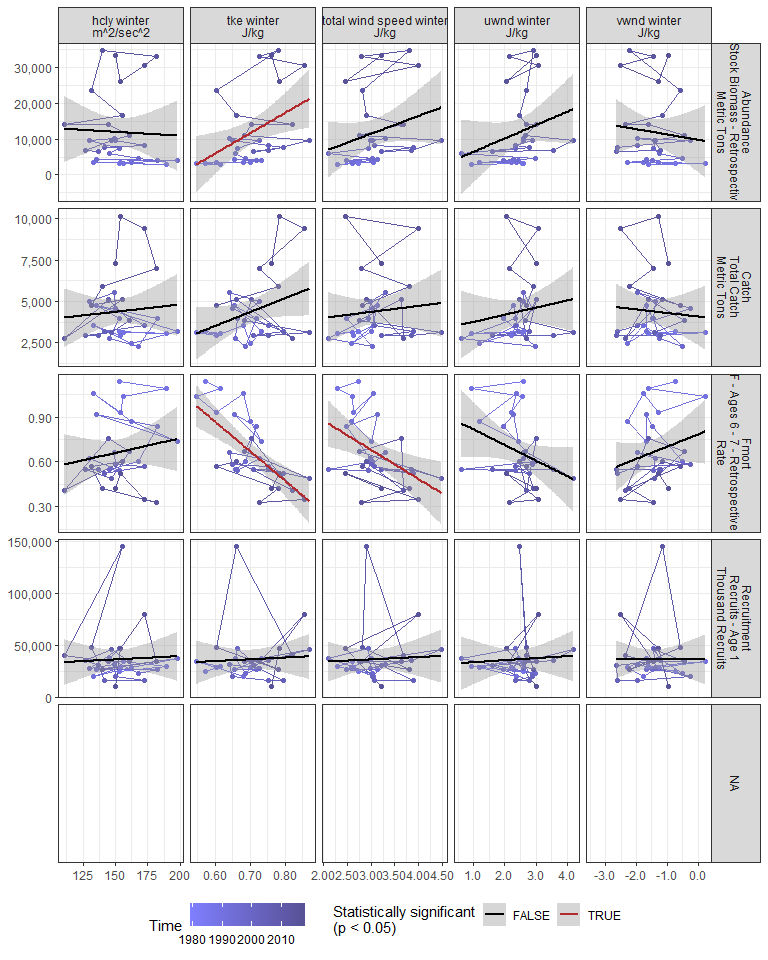 hcly winter
m^2/sec^2
tke winter
J/kg
total wind speed winter
J/kg
uwnd winter
J/kg
vwnd winter
J/kg
30,000
20,000
10,000
0
Abundance
Stock Biomass - Retrospectiv
Metric Tons
10,000
7,500
5,000
2,500
Catch
Total Catch
Metric Tons
0.90
0.60
0.30
Fmort
F - Ages 6 - 7 - Retrospective
Rate
150,000
100,000
50,000
0
Recruitment
Recruits - Age 1
Thousand Recruits
NA
125 150 175 200
0.60 0.70 0.80
2.0 2.50 3.0 3.50 4.0 4.50
1.0 2.0 3.0 4.0
-3.0 -2.0 -1.0 0.0
Time
1980 1990 2000 2010
Statistically significant
(p < 0.05)
FALSE
TRUE